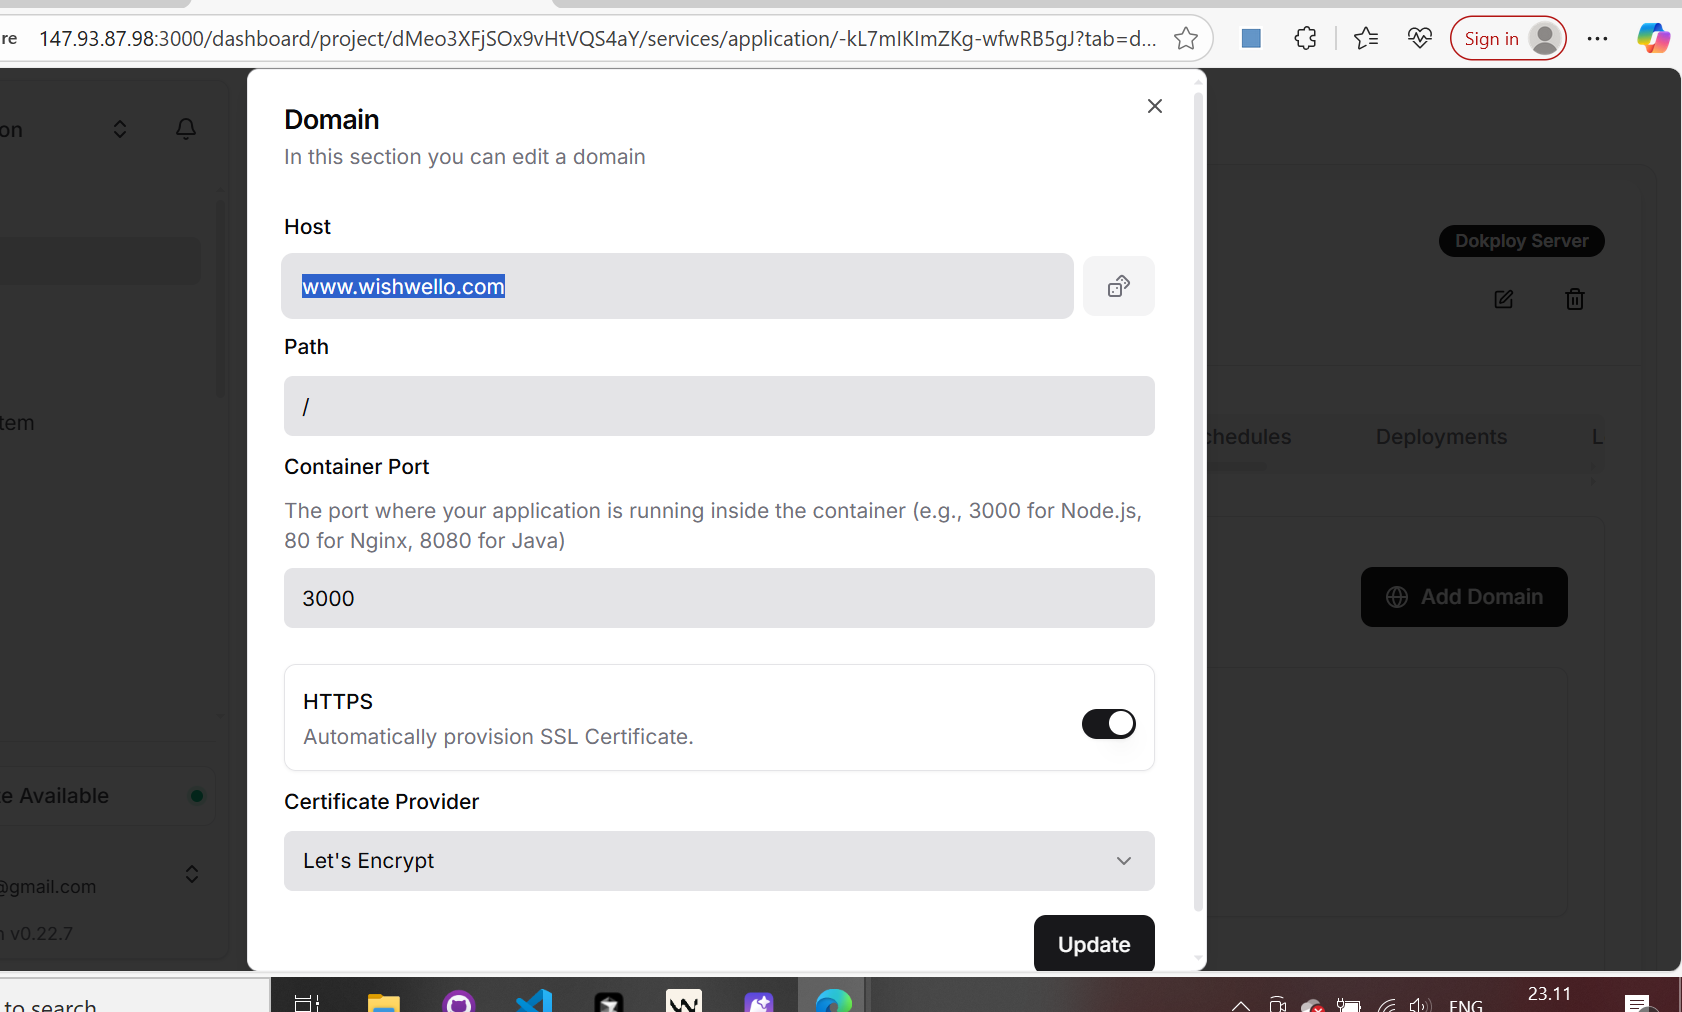 re 147.93.87.98:3000/dashboard/project/dMeo3XFjSOx9vHtVQS4aY/services/application/-kL7mIKImZKg-wfwRB5gJ?tab=d... Sign in
on
Domain
In this section you can edit a domain
Host
Dokploy Server
www.wishwello.com
Path
/
tem
chedules Deployments L
Container Port
The port where your application is running inside the container (e.g., 3000 for Node.js,
80 for Nginx, 8080 for Java)
3000
Add Domain
HTTPS
Automatically provision SSL Certificate.
e Available
Certificate Provider
Let's Encrypt
@gmail.com
n v0.22.7
Update
to search
ENG
23.11